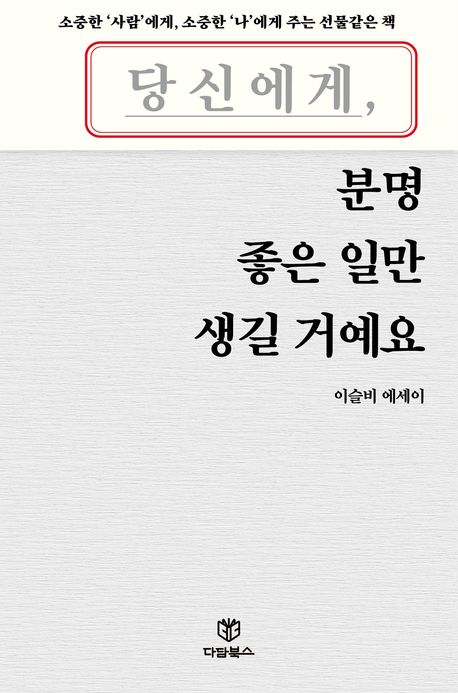 소중한 ‘사람’에게, 소중한 ‘나’에게 주는 선물같은 책
당신에게,
분명
좋은 일만
생길 거예요
이슬비 에세이
다담북스